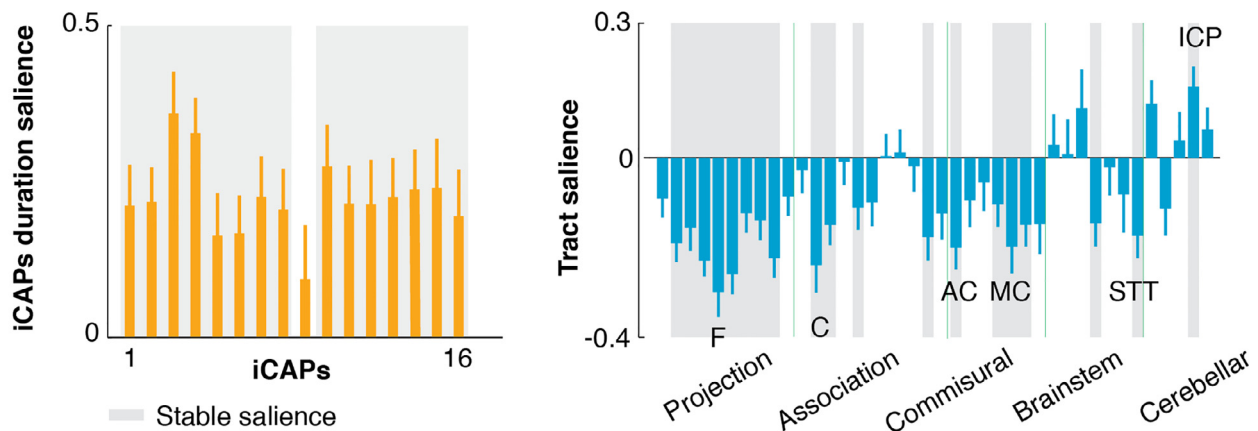 0.5
iCAPs duration salience
0
1
16
iCAPs
Stable salience
0.3
Tract salience
0
-0.4
ICP
AC
MC
STT
F
C
Projection
Association
Commisural
Brainstem
Cerebellar